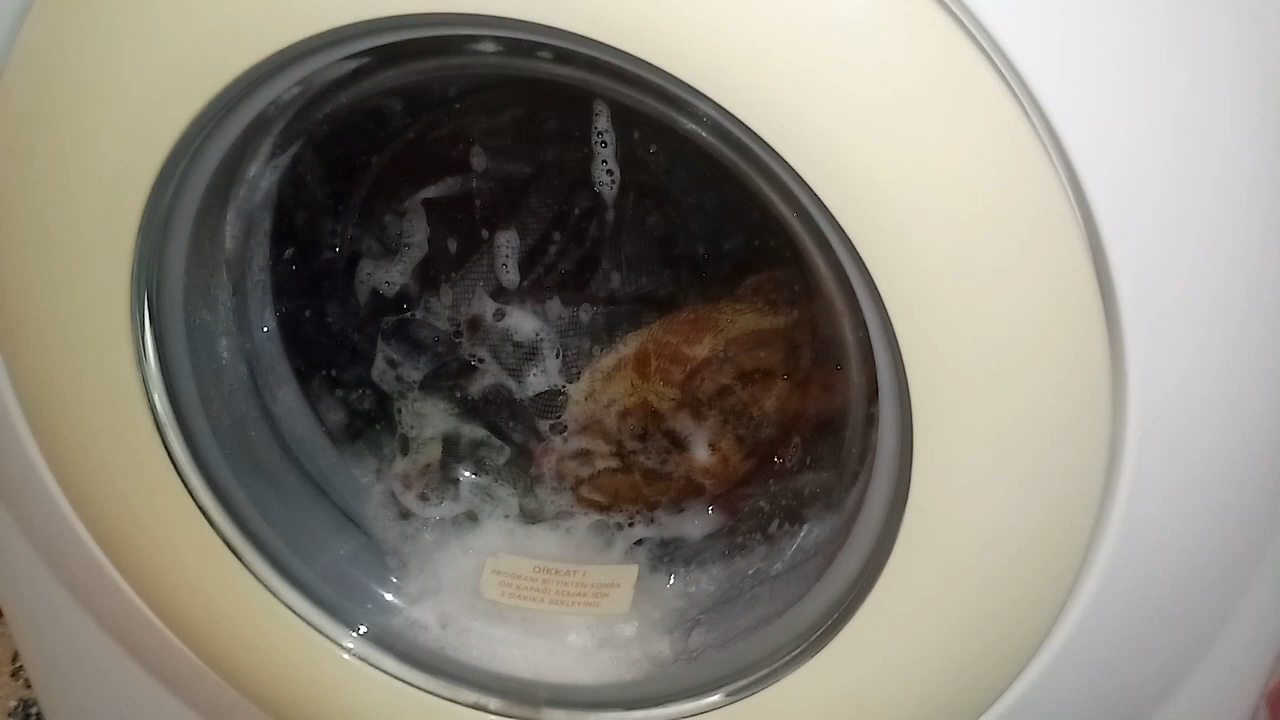 DİKKAT !
PROGRAM BİTTİKTEN SONRA
ÖN KAPAĞI AÇMAK İÇİN
2 DAKİKA BEKLEYİNİZ